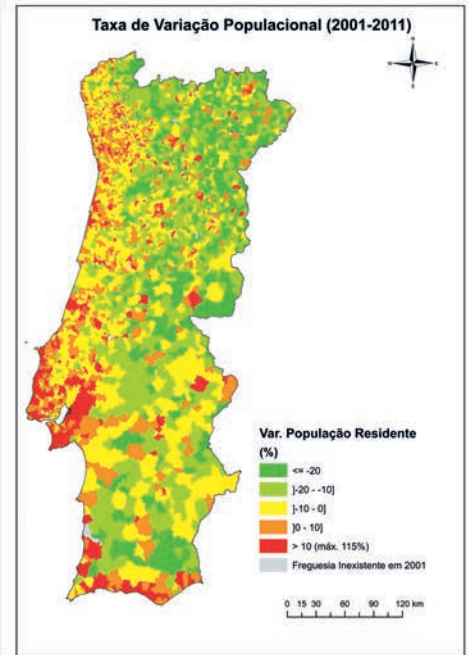 Taxa de Variação Populacional (2001-2011)
N
W E
S
Var. População Residente
(%)
<= -20
]-20 - -10]
]-10 - 0]
]0 - 10]
> 10 (máx. 115%)
Freguesia Inexistente em 2001
0 15 30 60 90 120 km